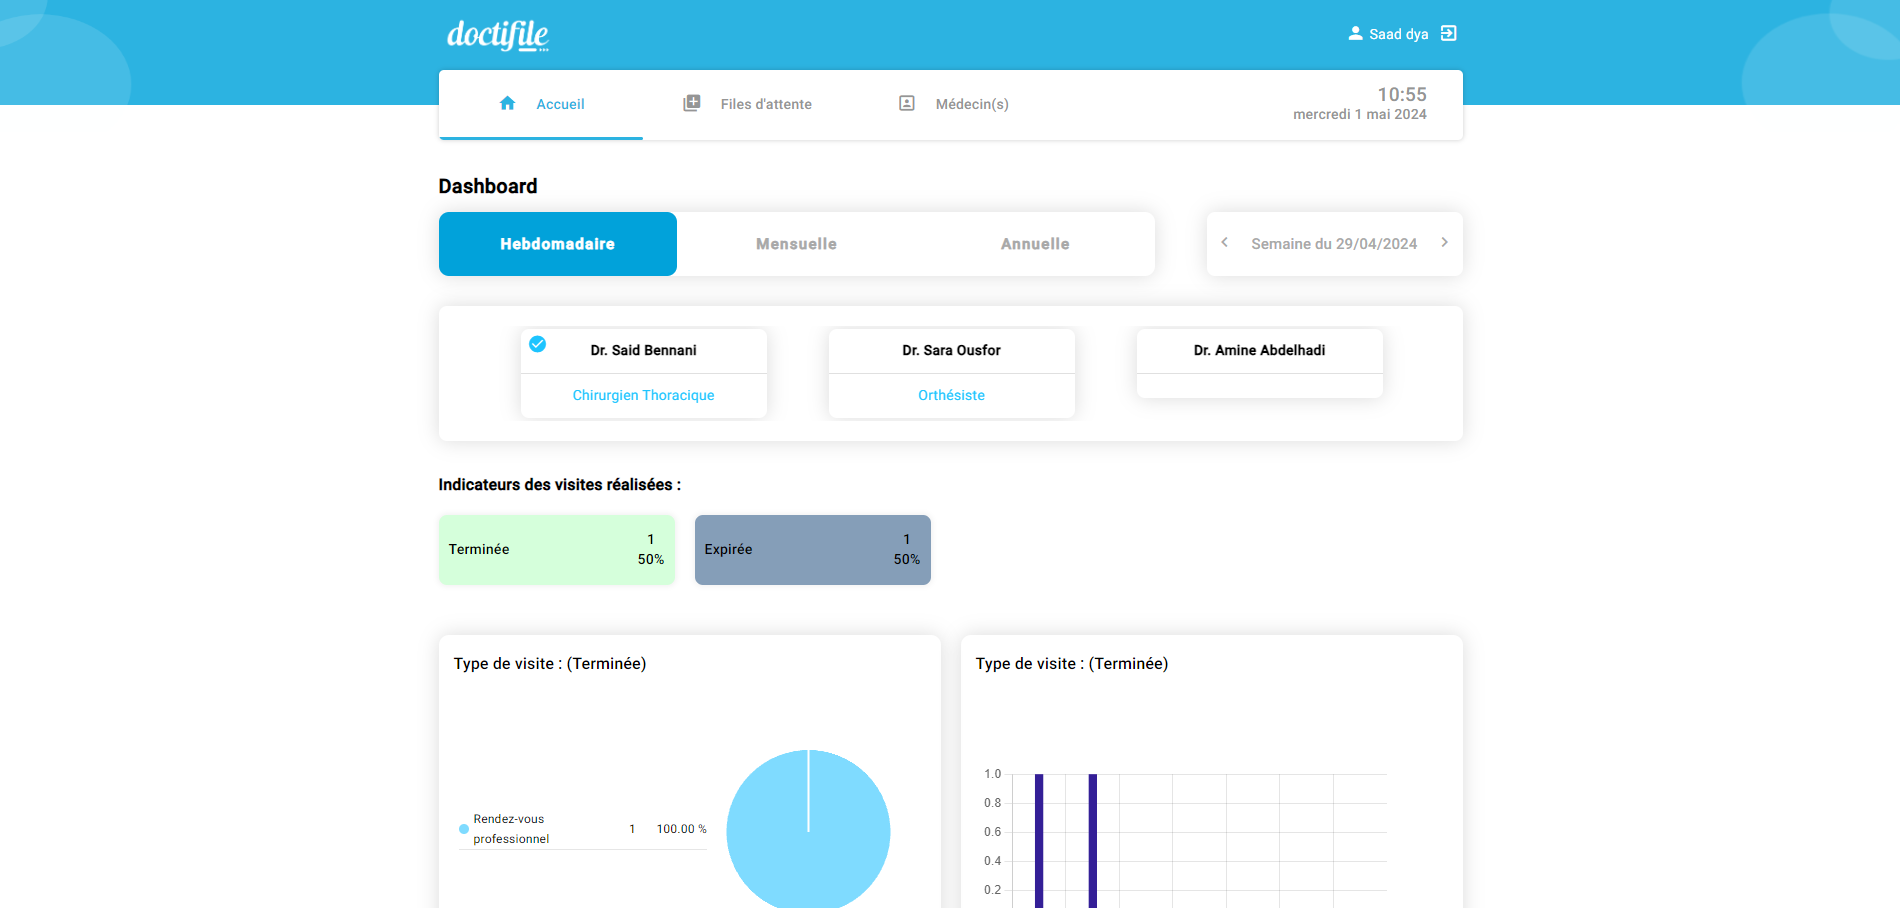 doctifile
Saad dya
Accueil
Files d'attente
Médecin(s)
10:55
mercredi 1 mai 2024
Dashboard
Hebdomadaire
Mensuelle
Annuelle
Semaine du 29/04/2024
Dr. Said Bennani
Chirurgien Thoracique
Dr. Sara Ousfor
Orthésiste
Dr. Amine Abdelhadi
Indicateurs des visites réalisées :
Terminée
1
50%
Expirée
1
50%
Type de visite : (Terminée)
Rendez-vous
professionnel
1
100.00 %
Type de visite : (Terminée)
1.0
0.8
0.6
0.4
0.2